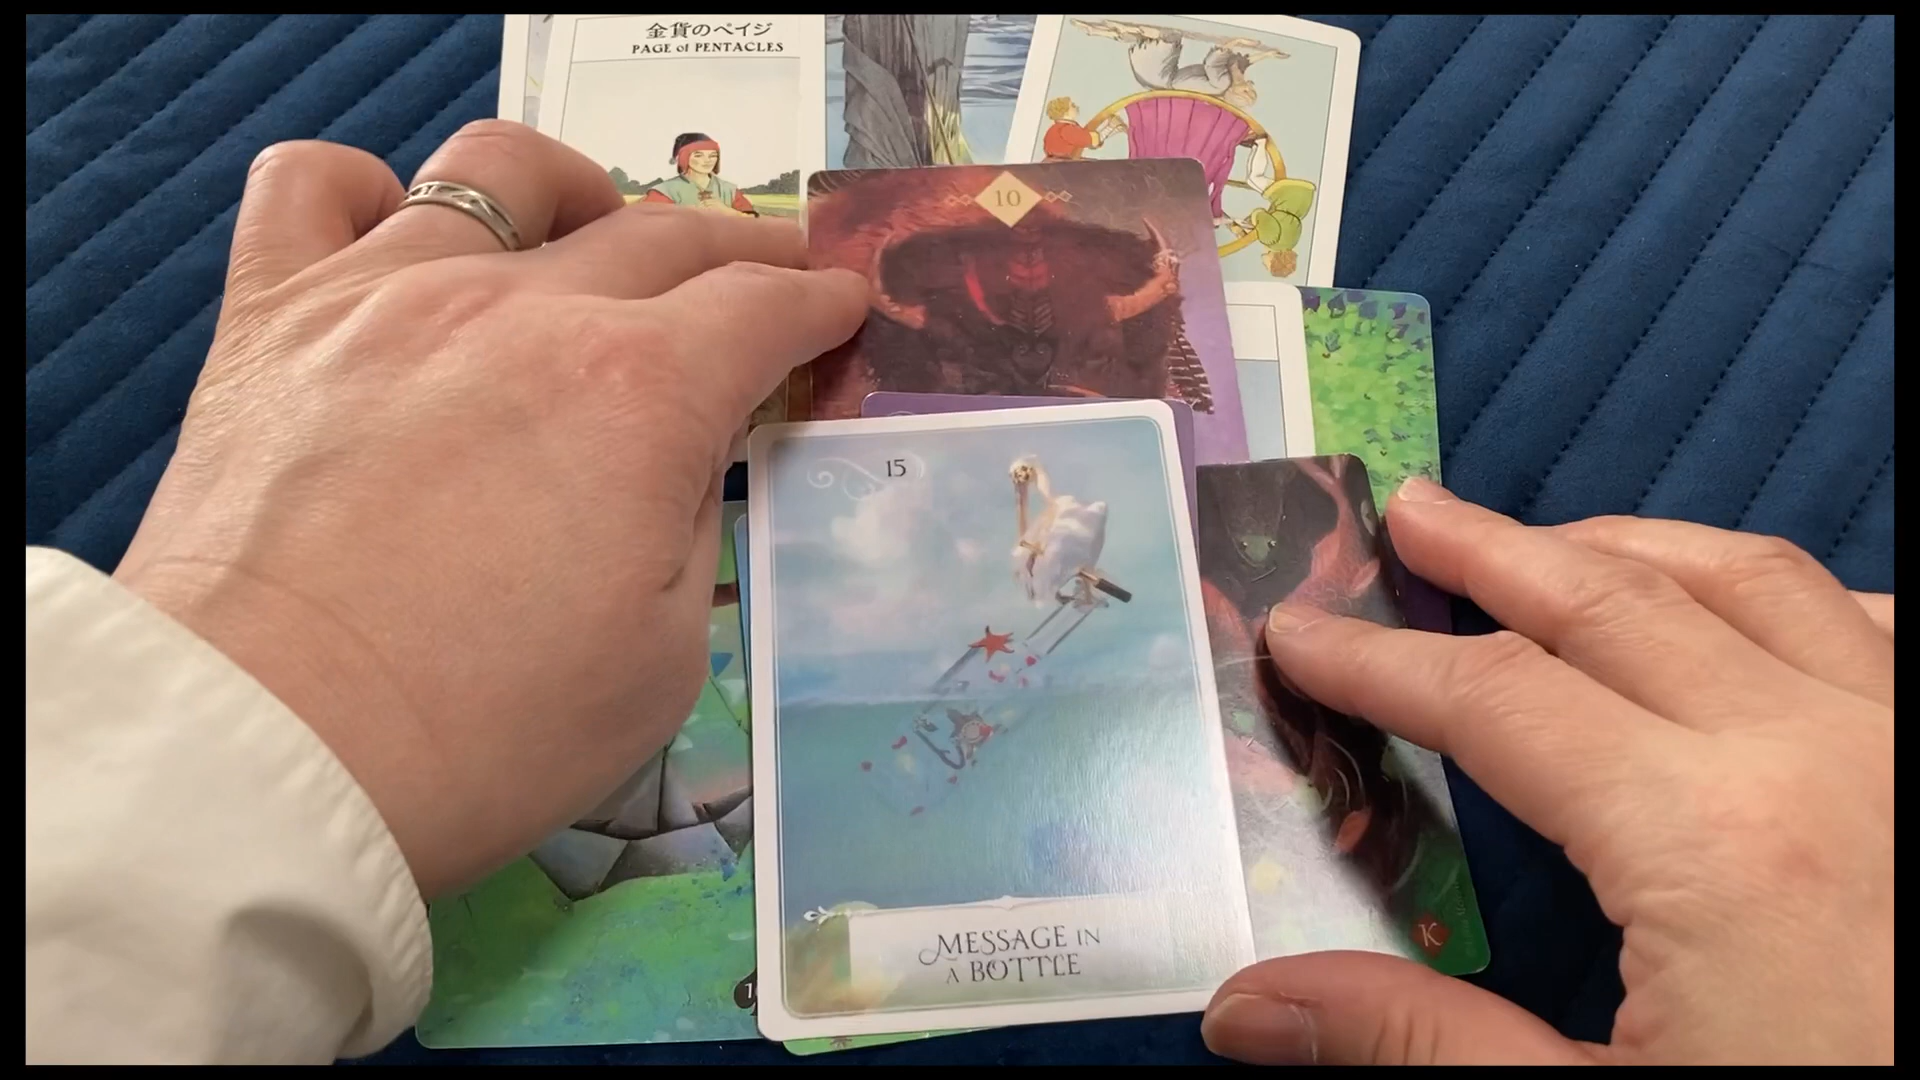 金貨のペイジ
PAGE of PENTACLES
10
15
MESSAGE IN
A BOTTLE
K